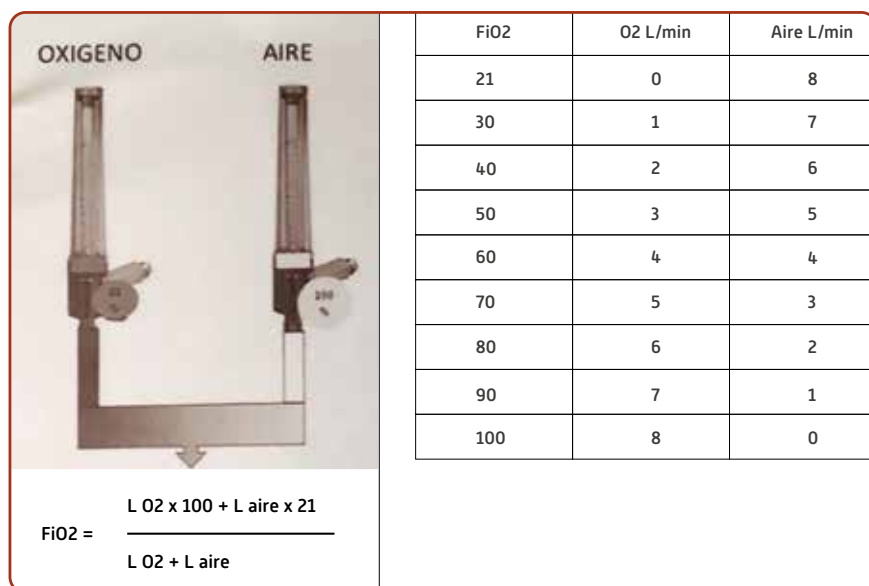 OXIGENO AIRE
21
%
100
%
FiO2 =
L O2 x 100 + L aire x 21
L O2 + L aire
FiO2 O2 L/min Aire L/min
21 0 8
30 1 7
40 2 6
50 3 5
60 4 4
70 5 3
80 6 2
90 7 1
100 8 0